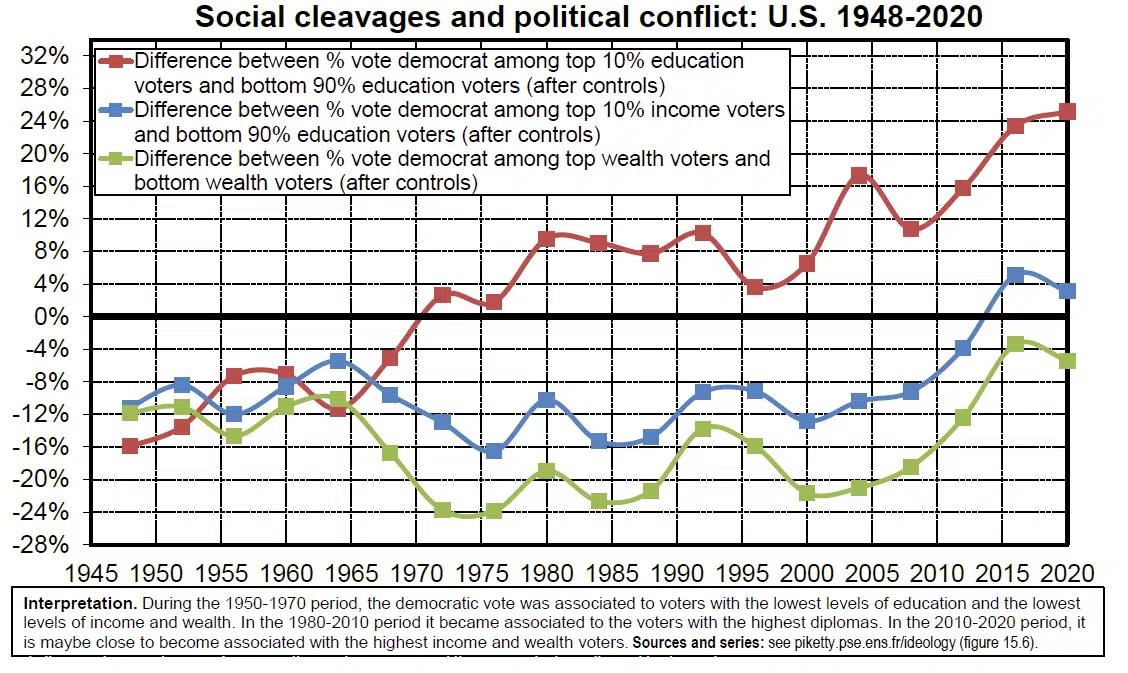 Social cleavages and political conflict: U.S. 1948-2020
32%
28%
24%
20%
16%
12%
8%
4%
0%
-4%
-8%
-12%
-16%
-20%
-24%
-28%
Difference between % vote democrat among top 10% education
voters and bottom 90% education voters (after controls)
Difference between % vote democrat among top 10% income voters
and bottom 90% education voters (after controls)
Difference between % vote democrat among top wealth voters and
bottom wealth voters (after controls)
1945 1950 1955 1960 1965 1970 1975 1980 1985 1990 1995 2000 2005 2010 2015 2020
Interpretation. During the 1950-1970 period, the democratic vote was associated to voters with the lowest levels of education and the lowest
levels of income and wealth. In the 1980-2010 period it became associated to the voters with the highest diplomas. In the 2010-2020 period, it
is maybe close to become associated with the highest income and wealth voters. Sources and series: see piketty.pse.ens.fr/ideology (figure 15.6).